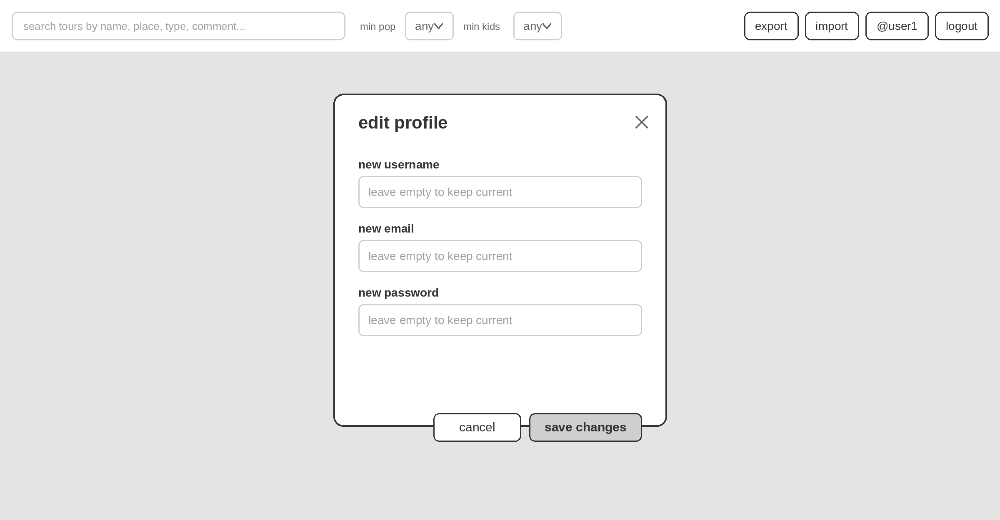 search tours by name, place, type, comment...
min pop
any
min kids
any
export
import
@user1
logout
edit profile
new username
leave empty to keep current
new email
leave empty to keep current
new password
leave empty to keep current
cancel
save changes